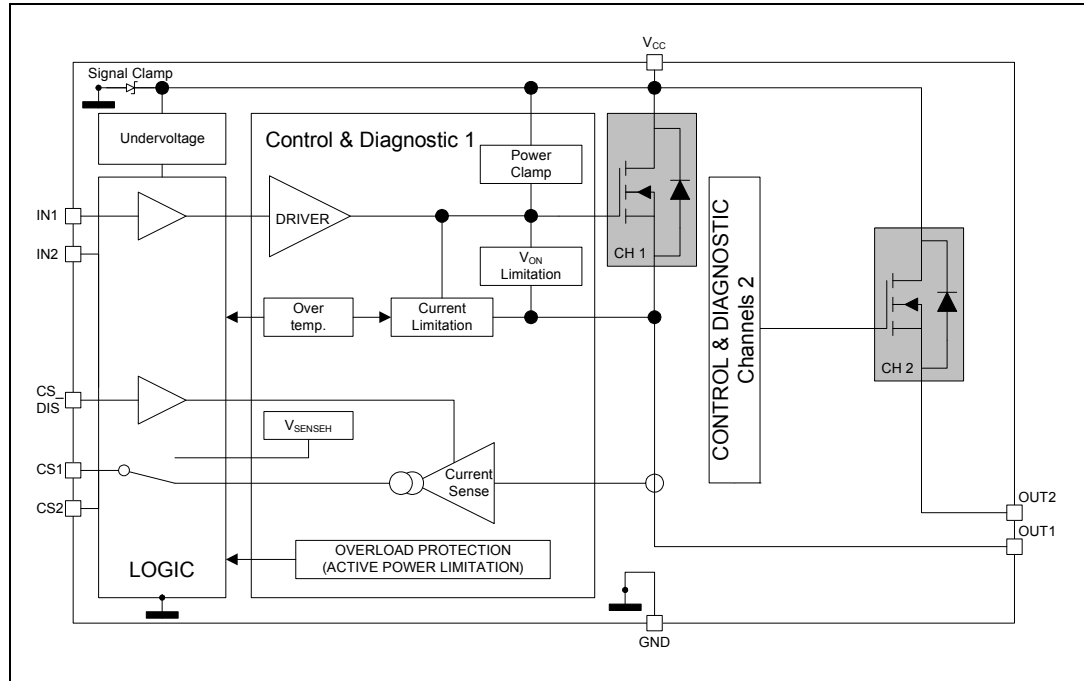 VCC
Signal Clamp
Undervoltage
Control & Diagnostic 1
Power
Clamp
IN1
DRIVER
IN2
CH 1
VON
Limitation
Over
temp.
Current
Limitation
CONTROL & DIAGNOSTIC
Channels 2
CH 2
CS_
DIS
VSENSEH
CS1
Current
Sense
CS2
OUT2
OUT1
LOGIC
OVERLOAD PROTECTION
(ACTIVE POWER LIMITATION)
GND